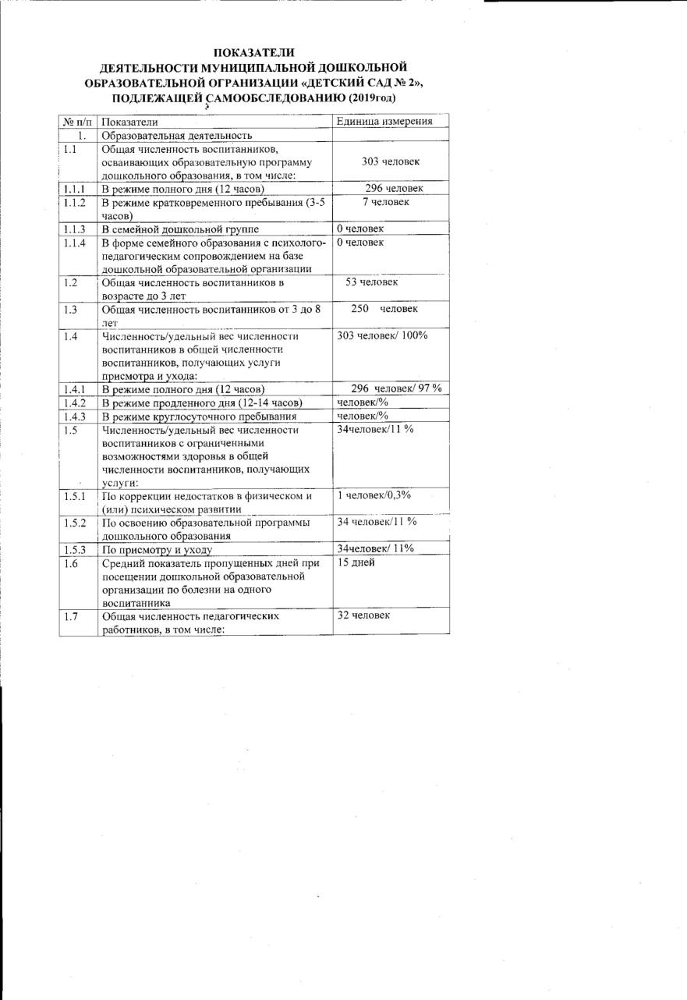 ПОКАЗАТЕЛИ
ДЕЯТЕЛЬНОСТИ МУНИЦИПАЛЬНОЙ ДОШКОЛЬНОЙ
ОБРАЗОВАТЕЛЬНОЙ ОГРАНИЗАЦИИ «ДЕТСКИЙ САД № 2»,
ПОДЛЕЖАЩЕЙ САМООБСЛЕДОВАНИЮ (2019год)
№ п/п Показатели Единица измерения
1. Образовательная деятельность
1.1 Общая численность воспитанников,
осваивающих образовательную программу 303 человек
дошкольного образования, в том числе:
1.1.1 В режиме полного дня (12 часов) 296 человек
1.1.2 В режиме кратковременного пребывания (3-5 7 человек
часов)
1.1.3 В семейной дошкольной группе 0 человек
1.1.4 В форме семейного образования с психолого- 0 человек
педагогическим сопровождением на базе
дошкольной образовательной организации
1.2 Общая численность воспитанников в 53 человек
возрасте до 3 лет
1.3 Общая численность воспитанников от 3 до 8 250 человек
лет
1.4 Численность/удельный вес численности 303 человек/ 100%
воспитанников в общей численности
воспитанников, получающих услуги
присмотра и ухода:
1.4.1 В режиме полного дня (12 часов) 296 человек/ 97 %
1.4.2 В режиме продленного дня (12-14 часов) человек/%
1.4.3 В режиме круглосуточного пребывания человек/%
1.5 Численность/удельный вес численности 34человек/11 %
воспитанников с ограниченными
возможностями здоровья в общей
численности воспитанников, получающих
услуги:
1.5.1 По коррекции недостатков в физическом и 1 человек/0,3%
(или) психическом развитии
1.5.2 По освоению образовательной программы 34 человек/11 %
дошкольного образования
1.5.3 По присмотру и уходу 34человек/ 11%
1.6 Средний показатель пропущенных дней при 15 дней
посещении дошкольной образовательной
организации по болезни на одного
воспитанника
1.7 Общая численность педагогических 32 человек
работников, в том числе: